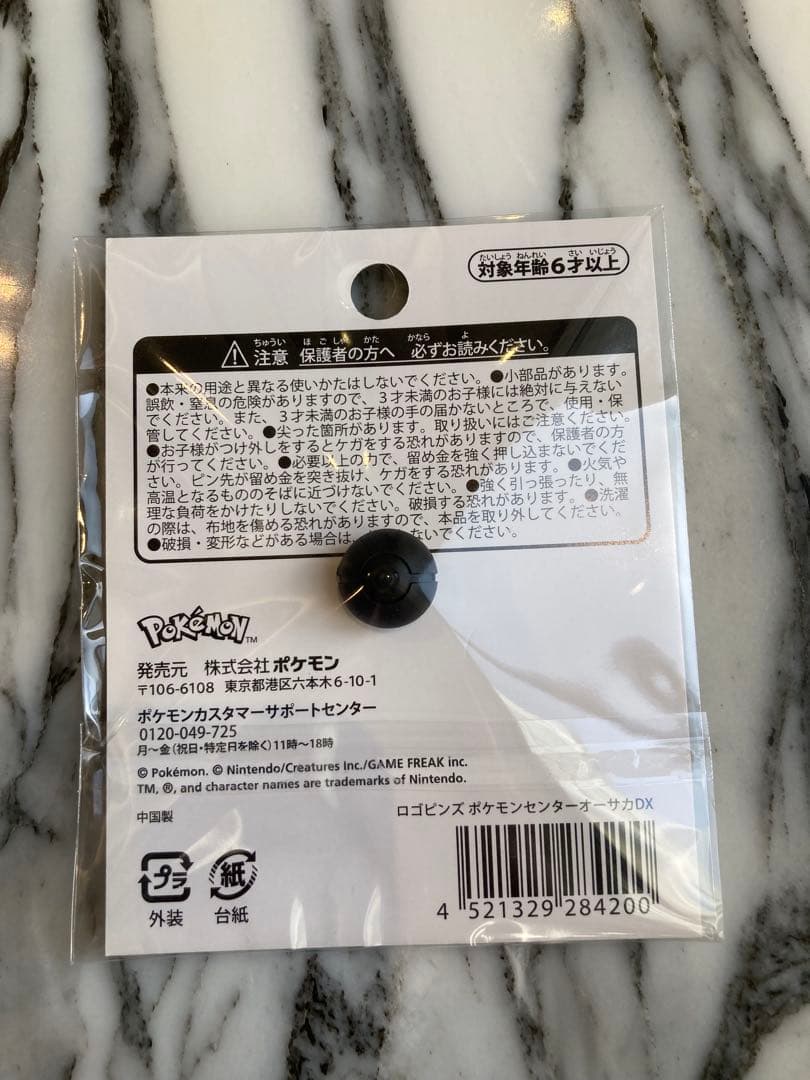 たいしょう ねんれい さい いじょう
対象年齢6才以上
ちゅうい ほごしゃ かた かなら よ
注意 保護者の方へ 必ずお読みください。
●本来の用途と異なる使いかたはしないでください。●小部品があります。
誤飲・窒息の危険がありますので、3才未満のお子様には絶対に与えない
でください。また、3才未満のお子様の手の届かないところで、使用・保
管してください。●尖った箇所があります。取り扱いにはご注意ください。
●お子様がつけ外しをするとケガをする恐れがありますので、保護者の方
が行ってください。●必要以上の力で、留め金を強く押し込まないでくだ
さい。ピン先が留め金を突き抜け、ケガをする恐れがあります。●火気や
高温となるもののそばに近づけないでください。●強く引っ張ったり、無
理な負荷をかけたりしないでください。破損する恐れがあります。●洗濯
の際は、布地を傷める恐れがありますので、本品を取り外してください。
●破損・変形などがある場合は、ないでください。
POKéMON TM
発売元 株式会社ポケモン
〒106-6108 東京都港区六本木6-10-1
ポケモンカスタマーサポートセンター
0120-049-725
月~金(祝日・特定日を除く)11時~18時
© Pokémon. © Nintendo/Creatures Inc./GAME FREAK inc.
TM, ®, and character names are trademarks of Nintendo.
中国製
ロゴピンズ ポケモンセンターオーサカDX
プラ
外装
紙
台紙
4 521329 284200